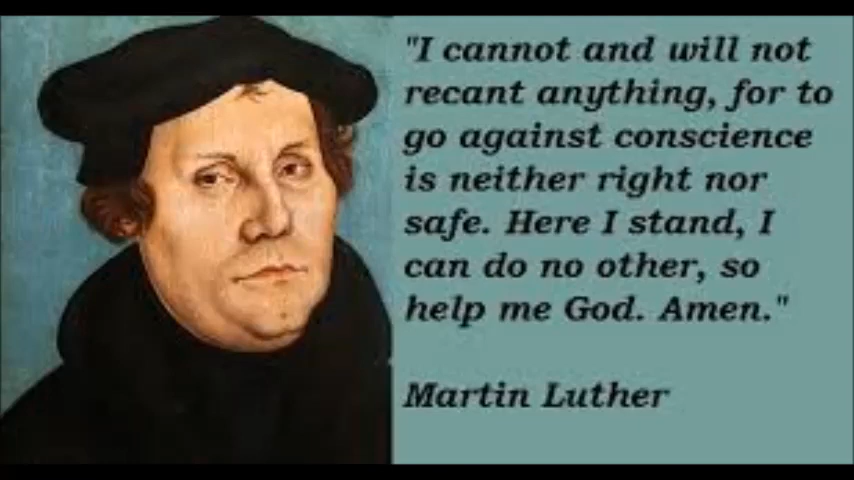 "I cannot and will not
recant anything, for to
go against conscience
is neither right nor
safe. Here I stand, I
can do no other, so
help me God. Amen."
Martin Luther